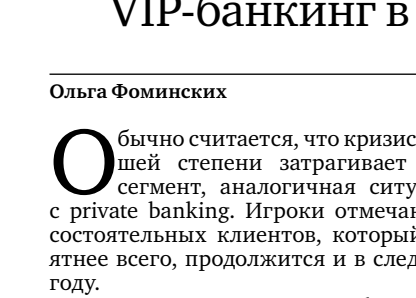 VIP-банкинг в
Ольга Фоминских
Обычно считается, что кризис
шей степени затрагивает
сегмент, аналогичная ситу
с private banking. Игроки отмечаю
состоятельных клиентов, который
ятнее всего, продолжится и в след
году.